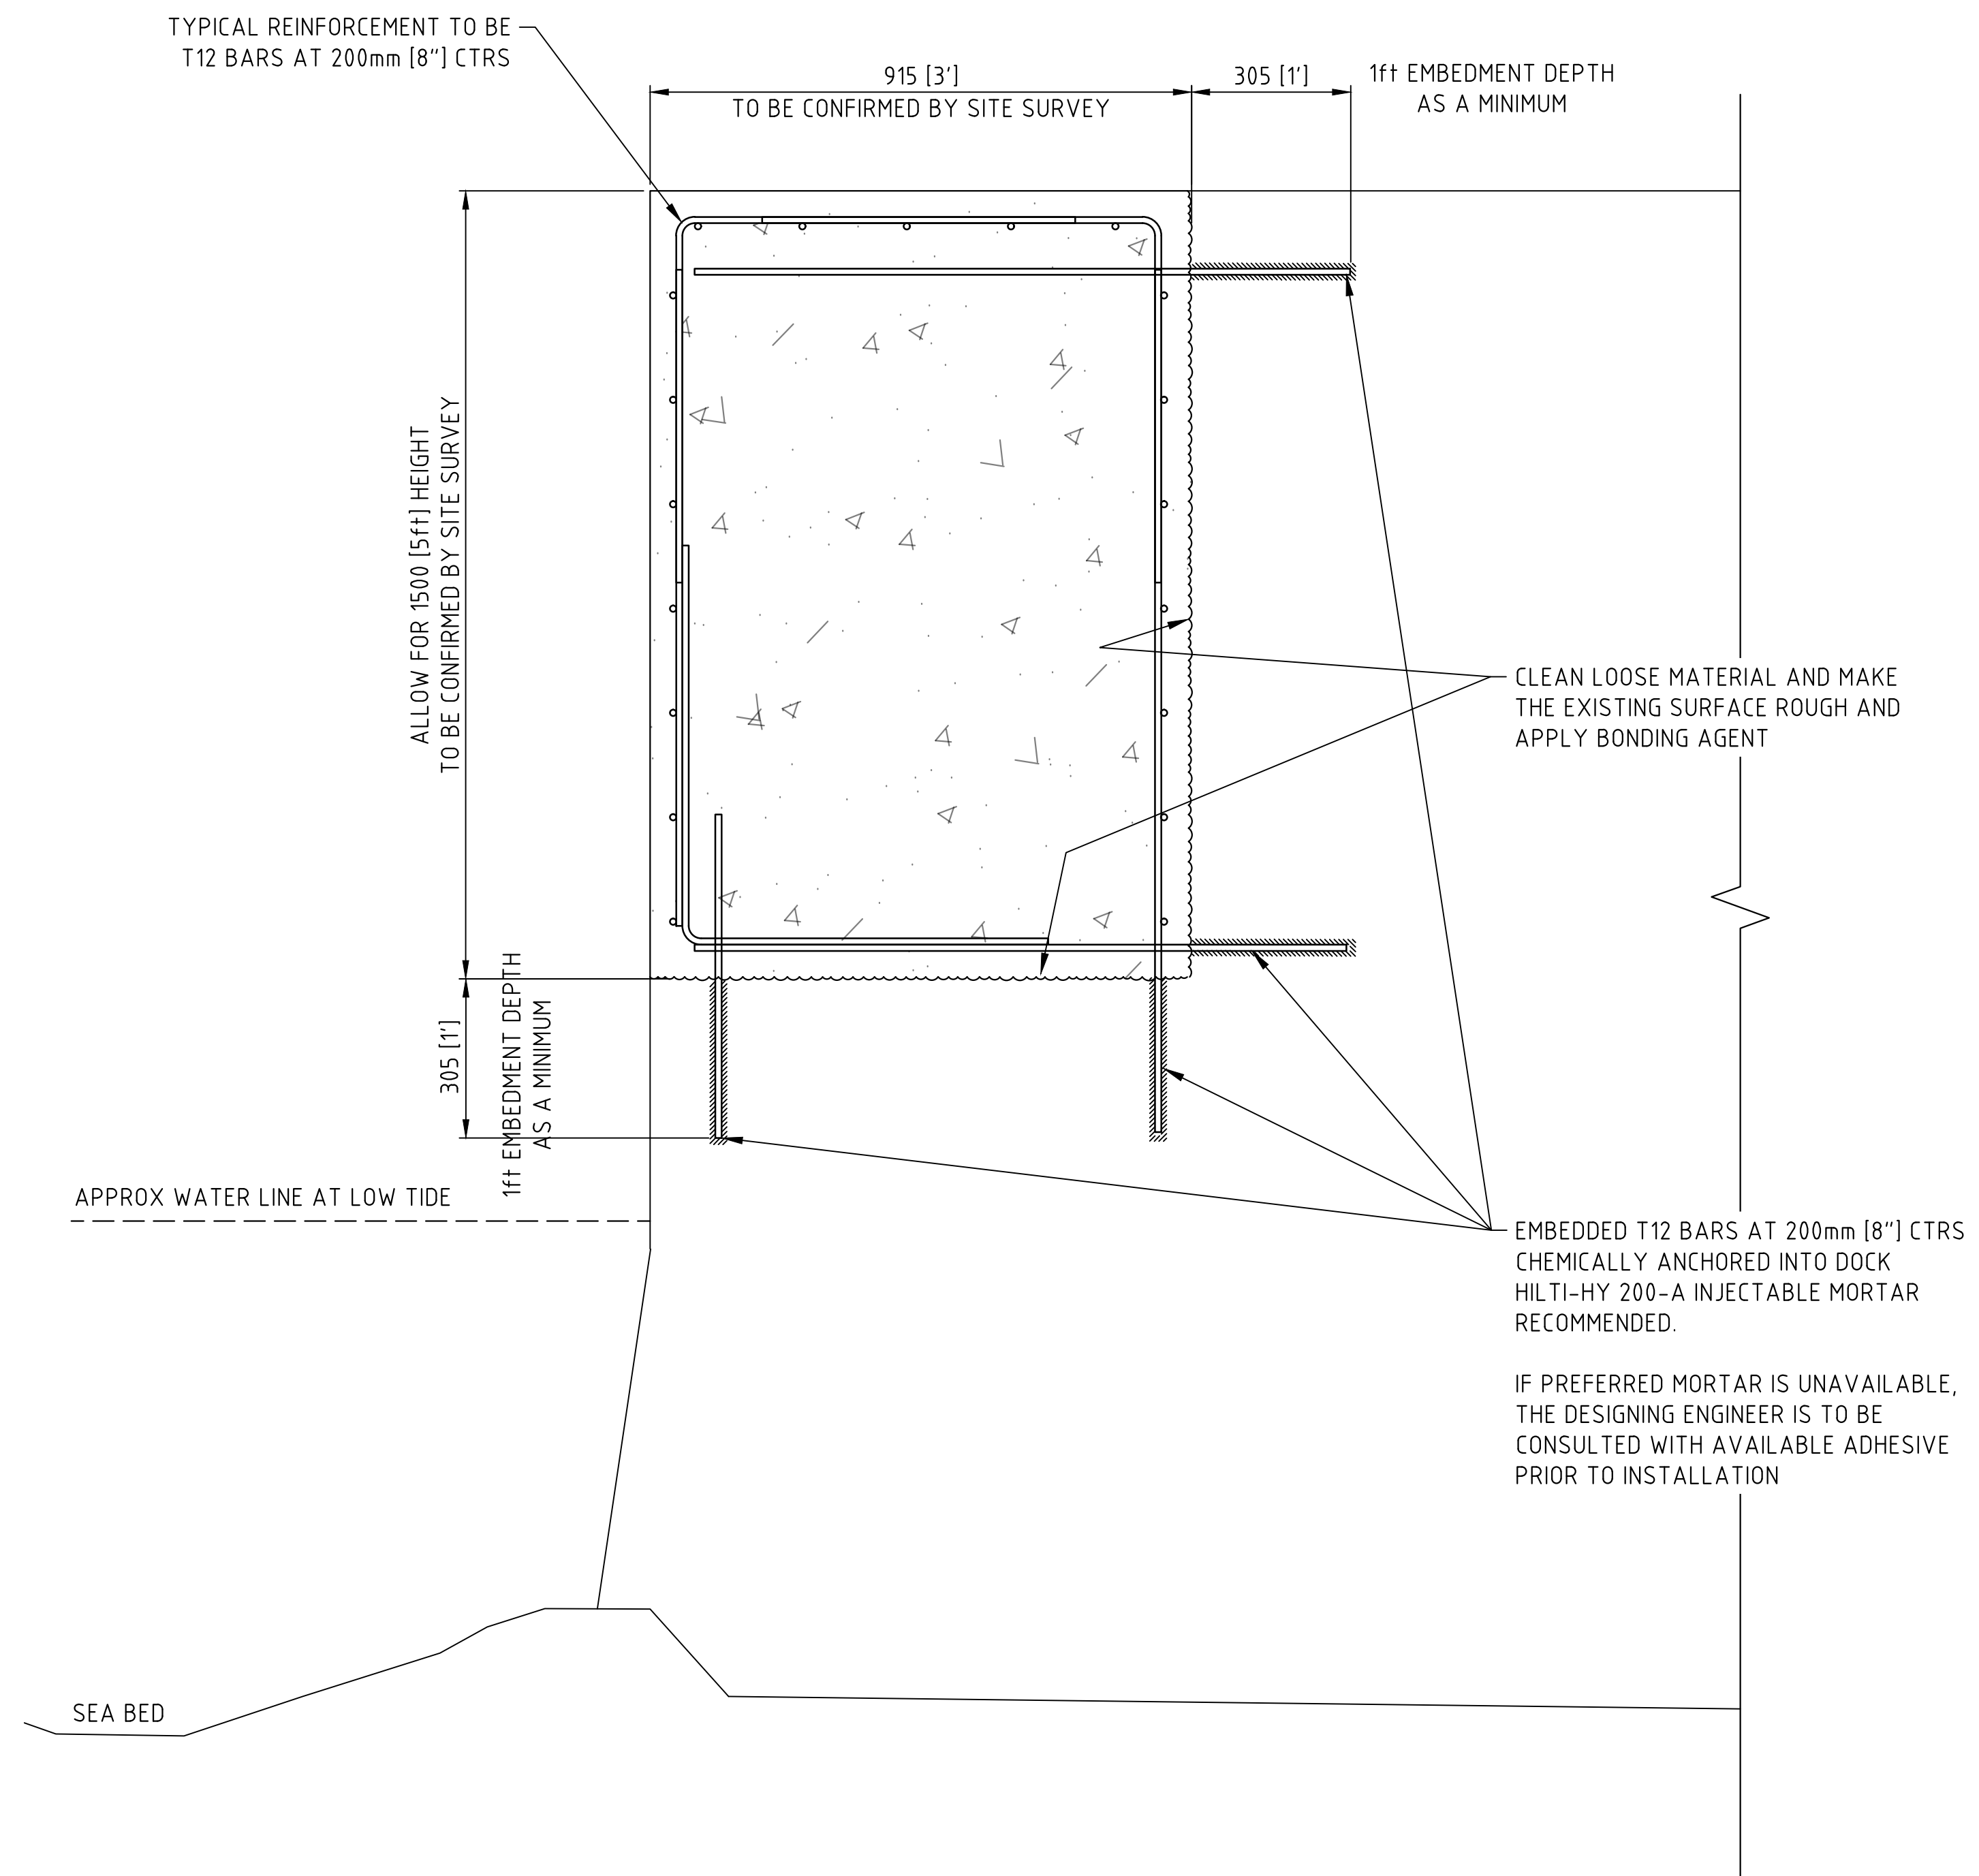 TYPICAL REINFORCEMENT TO BE
T12 BARS AT 200mm [8"] CTRS
915 [3']
TO BE CONFIRMED BY SITE SURVEY
305 [1']
1ft EMBEDMENT DEPTH
AS A MINIMUM
ALLOW FOR 1500 [5ft] HEIGHT
TO BE CONFIRMED BY SITE SURVEY
CLEAN LOOSE MATERIAL AND MAKE
THE EXISTING SURFACE ROUGH AND
APPLY BONDING AGENT
305 [1']
1ft EMBEDMENT DEPTH
AS A MINIMUM
APPROX WATER LINE AT LOW TIDE
EMBEDDED T12 BARS AT 200mm [8"] CTRS
CHEMICALLY ANCHORED INTO DOCK
HILTI-HY 200-A INJECTABLE MORTAR
RECOMMENDED.
IF PREFERRED MORTAR IS UNAVAILABLE,
THE DESIGNING ENGINEER IS TO BE
CONSULTED WITH AVAILABLE ADHESIVE
PRIOR TO INSTALLATION
SEA BED